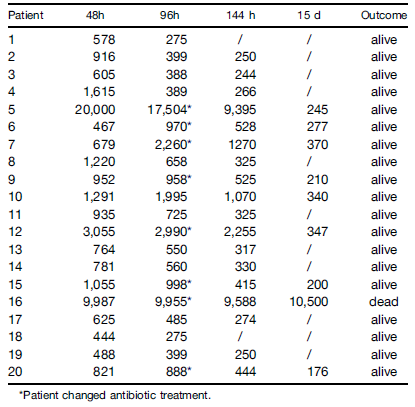 Patient 48h 96h 144 h 15 d Outcome
1 578 275 / / alive
2 916 399 250 / alive
3 605 388 244 / alive
4 1,615 389 266 / alive
5 20,000 17,504* 9,395 245 alive
6 467 970* 528 277 alive
7 679 2,260* 1270 370 alive
8 1,220 658 325 / alive
9 952 958* 525 210 alive
10 1,291 1,995 1,070 340 alive
11 935 725 325 / alive
12 3,055 2,990* 2,255 347 alive
13 764 550 317 / alive
14 781 560 330 / alive
15 1,055 998* 415 200 alive
16 9,987 9,955* 9,588 10,500 dead
17 625 485 274 / alive
18 444 275 / / alive
19 488 399 250 / alive
20 821 888* 444 176 alive
*Patient changed antibiotic treatment.